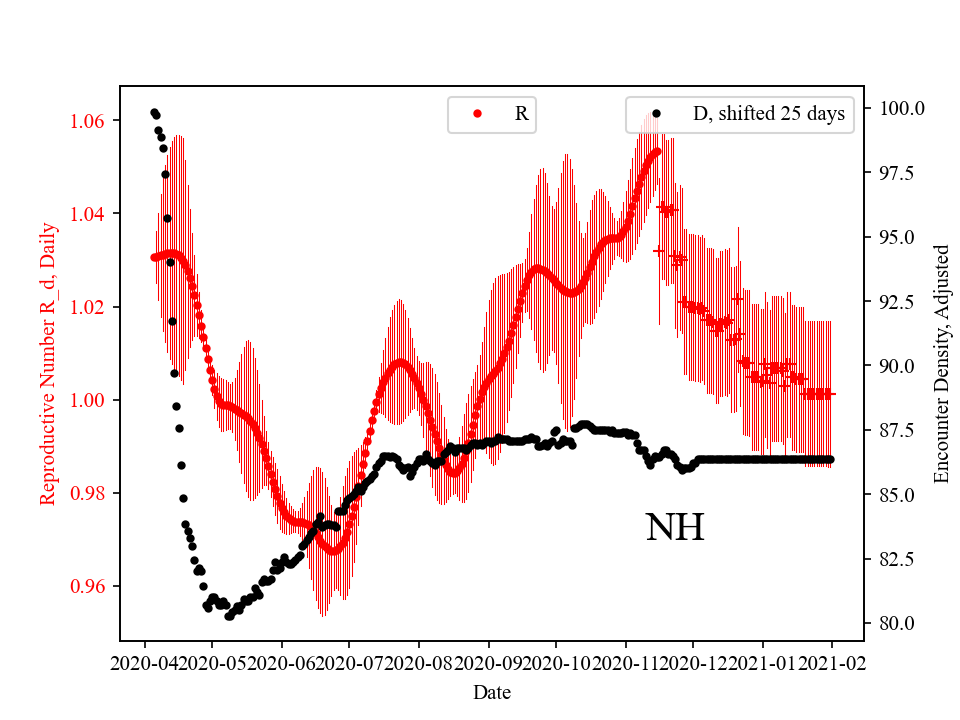 R
D, shifted 25 days
1.06
1.04
1.02
1.00
0.98
0.96
Reproductive Number R_d, Daily
100.0
97.5
95.0
92.5
90.0
87.5
85.0
82.5
80.0
Encounter Density, Adjusted
NH
2020-04 2020-05 2020-06 2020-07 2020-08 2020-09 2020-10 2020-11 2020-12 2021-01 2021-02
Date